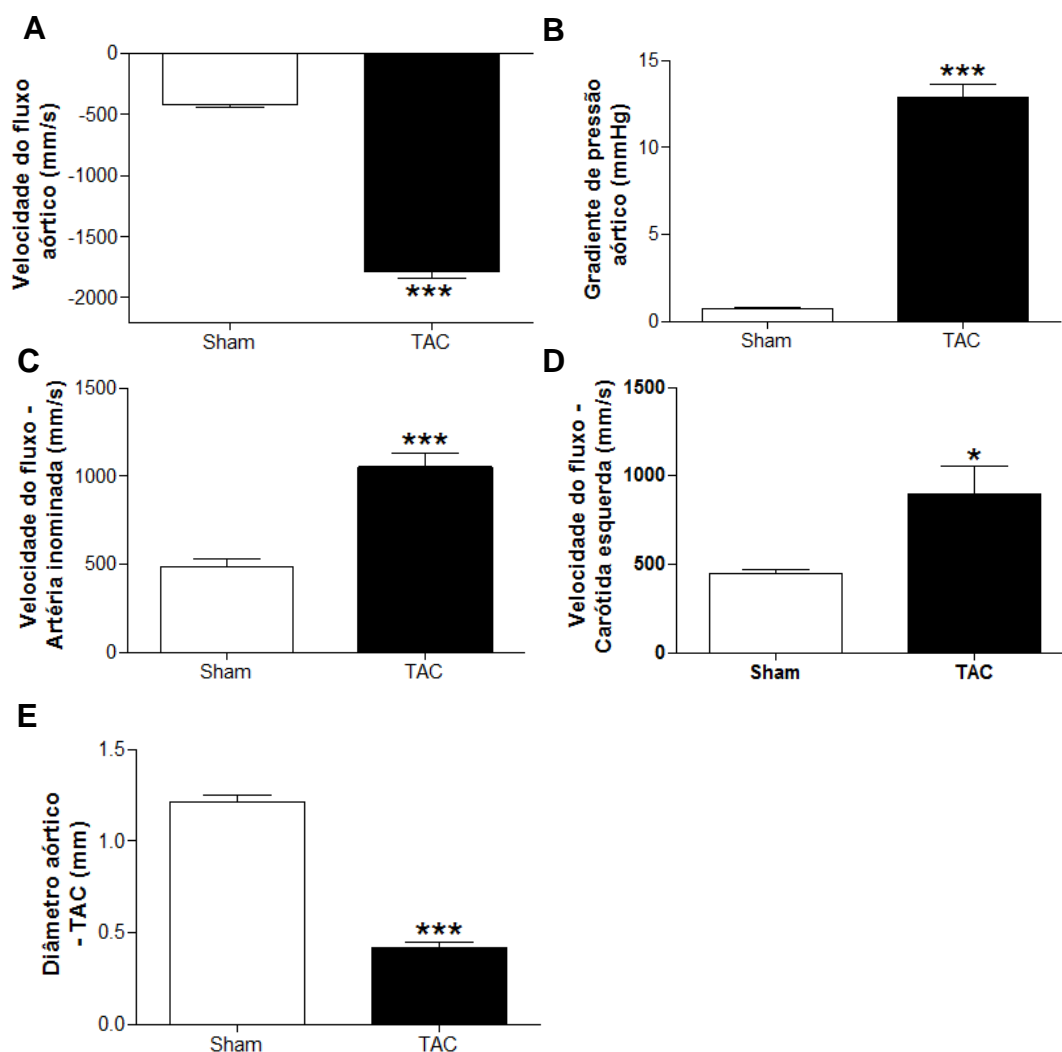 A
Velocidade do fluxo
aórtico (mm/s)
0
-500
-1000
-1500
-2000
***
Sham
TAC
B
Gradiente de pressão
aórtico (mmHg)
15
10
5
0
***
Sham
TAC
C
Velocidade do fluxo -
Artéria inominada (mm/s)
1500
1000
500
0
***
Sham
TAC
D
Velocidade do fluxo -
Carótida esquerda (mm/s)
1500
1000
500
0
*
Sham
TAC
E
Diâmetro aórtico
- TAC (mm)
1.5
1.0
0.5
0.0
***
Sham
TAC